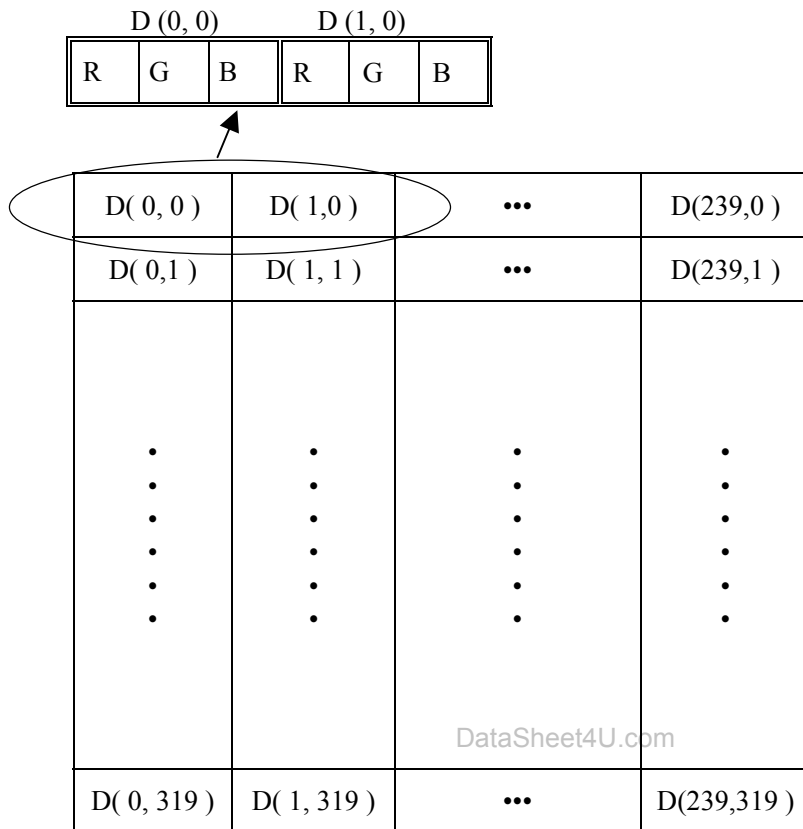 D (0, 0) D (1, 0)
R G B R G B
D( 0, 0 ) D( 1,0 ) ••• D(239,0 )
D( 0,1 ) D( 1, 1 ) ••• D(239,1 )
DataSheet4U.com
D( 0, 319 ) D( 1, 319 ) ••• D(239,319 )